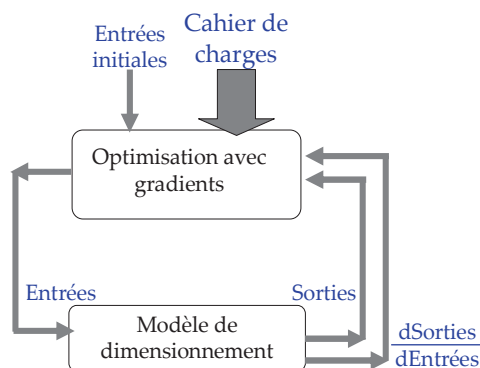 Entrées
initiales
Cahier de
charges
Optimisation avec
gradients
Entrées
Sorties
Modèle de
dimensionnement
dSorties
dEntrées